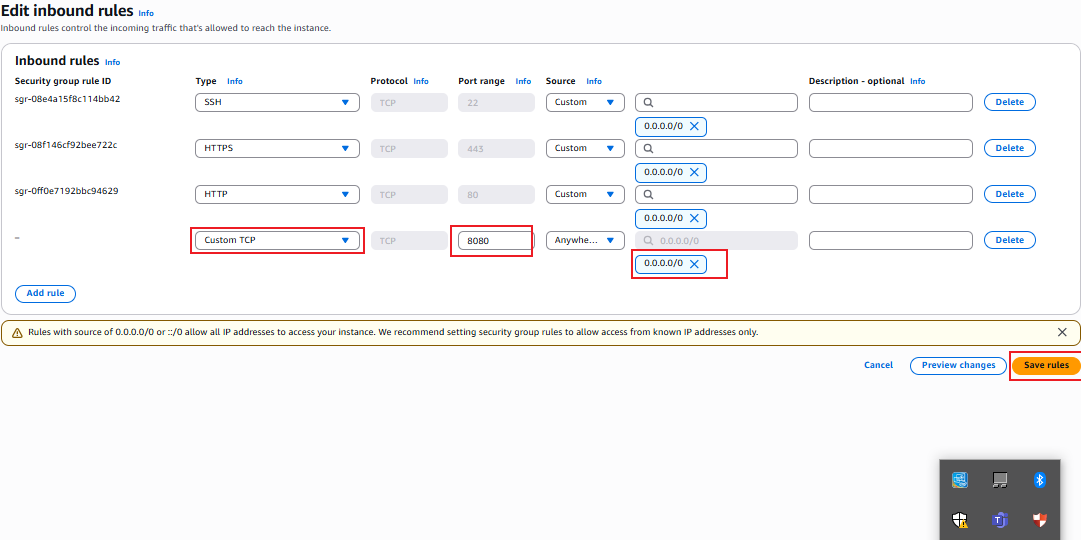 Edit inbound rules Info
Inbound rules control the incoming traffic that's allowed to reach the instance.
Inbound rules Info
Security group rule ID Type Info Protocol Info Port range Info Source Info Description - optional Info
sgr-08e4a15f8c114bb42 SSH TCP 22 Custom Delete
0.0.0.0/0
sgr-08f146cf92bee722c HTTPS TCP 443 Custom Delete
0.0.0.0/0
sgr-0ff0e7192bbc94629 HTTP TCP 80 Custom Delete
0.0.0.0/0
– Custom TCP TCP 8080 Anywhe... 0.0.0.0/0 Delete
0.0.0.0/0
Add rule
Rules with source of 0.0.0.0/0 or ::/0 allow all IP addresses to access your instance. We recommend setting security group rules to allow access from known IP addresses only.
Cancel Preview changes Save rules